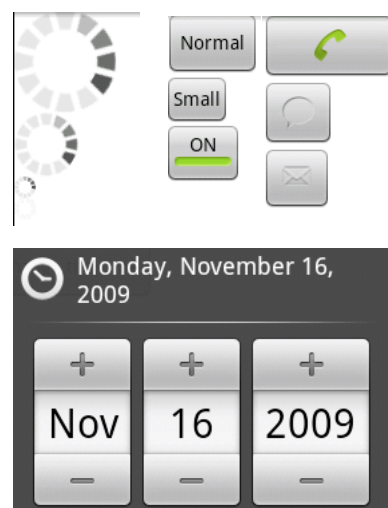 Normal
Small
ON
Monday, November 16,
2009
Nov 16 2009